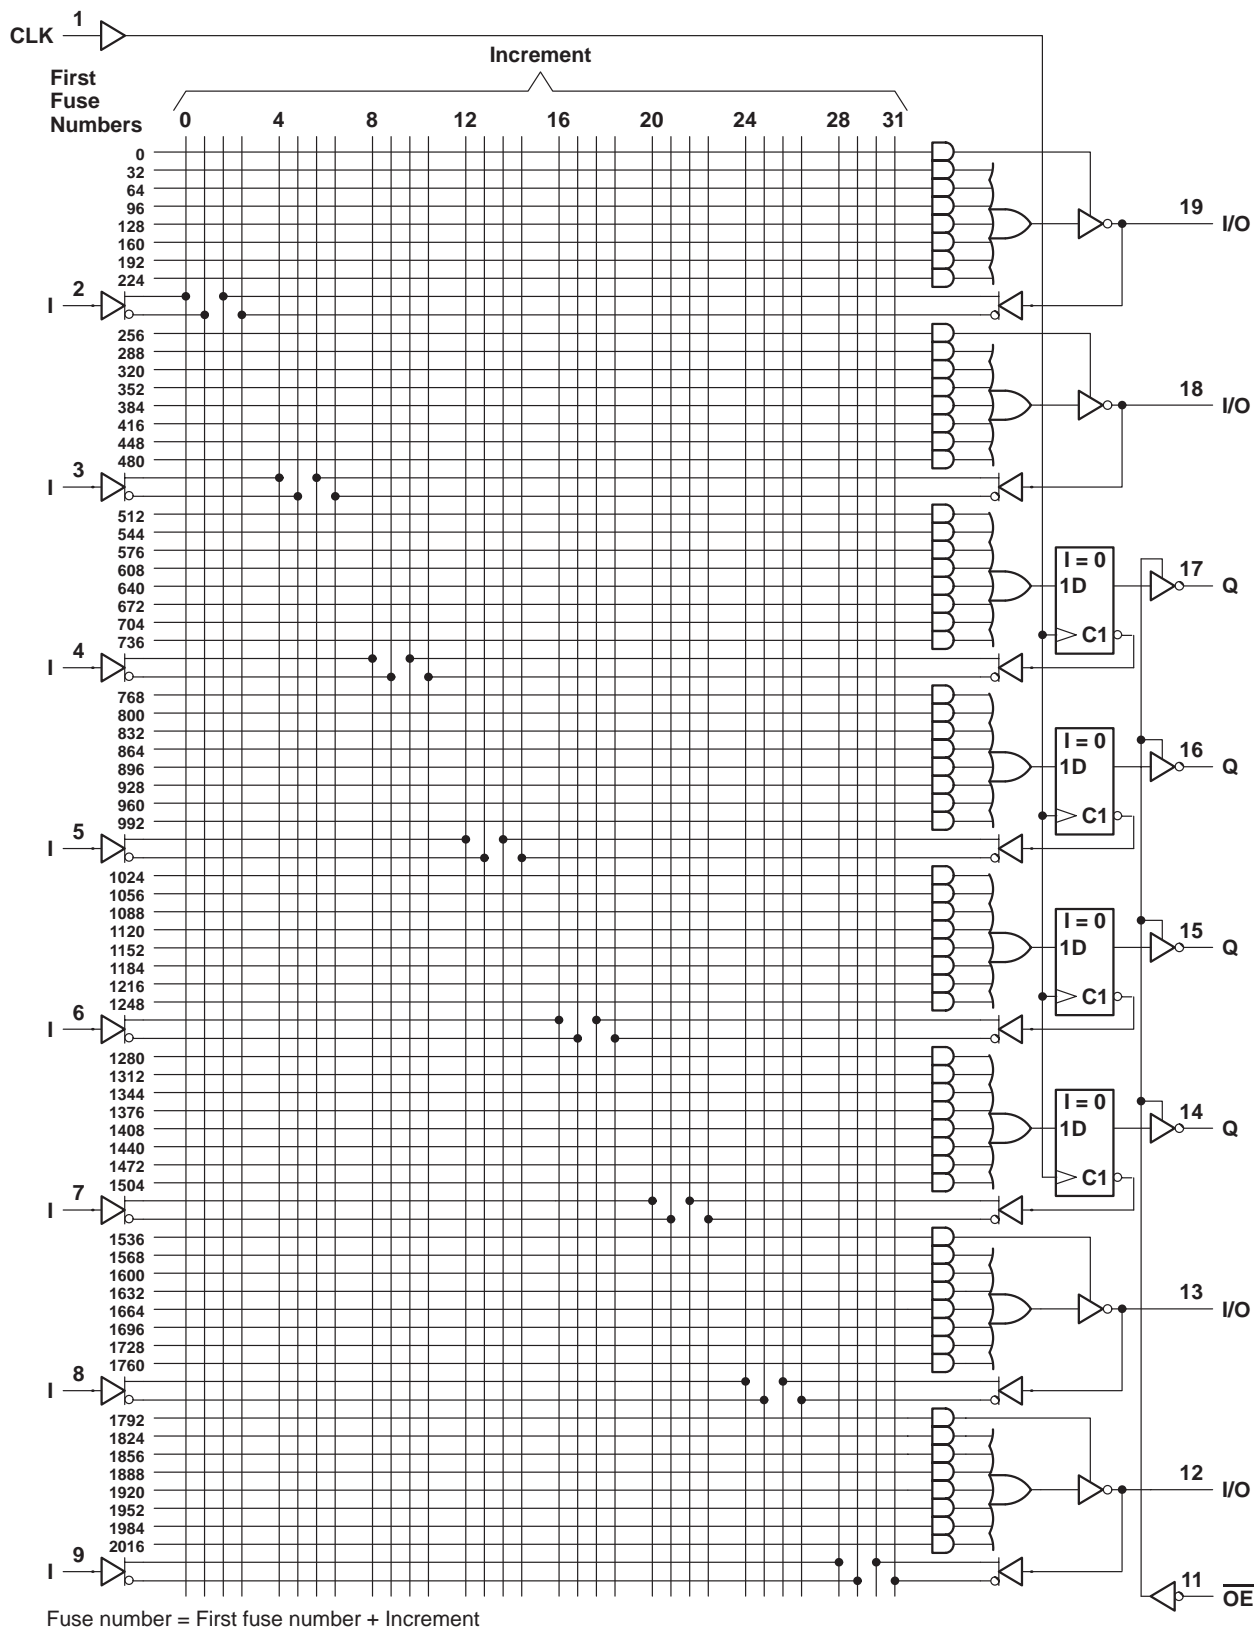 1
CLK
Increment
First
Fuse
Numbers
0 4 8 12 16 20 24 28 31
0
32
64
96
128
160
192
224
19
I/O
2
I
256
288
320
352
384
416
448
480
18
I/O
3
I
512
544
576
608
640
672
704
736
I = 0
1D
C1
17
Q
4
I
768
800
832
864
896
928
960
992
I = 0
1D
C1
16
Q
5
I
1024
1056
1088
1120
1152
1184
1216
1248
I = 0
1D
C1
15
Q
6
I
1280
1312
1344
1376
1408
1440
1472
1504
I = 0
1D
C1
14
Q
7
I
1536
1568
1600
1632
1664
1696
1728
1760
13
I/O
8
I
1792
1824
1856
1888
1920
1952
1984
2016
12
I/O
9
I
11
OE
Fuse number = First fuse number + Increment